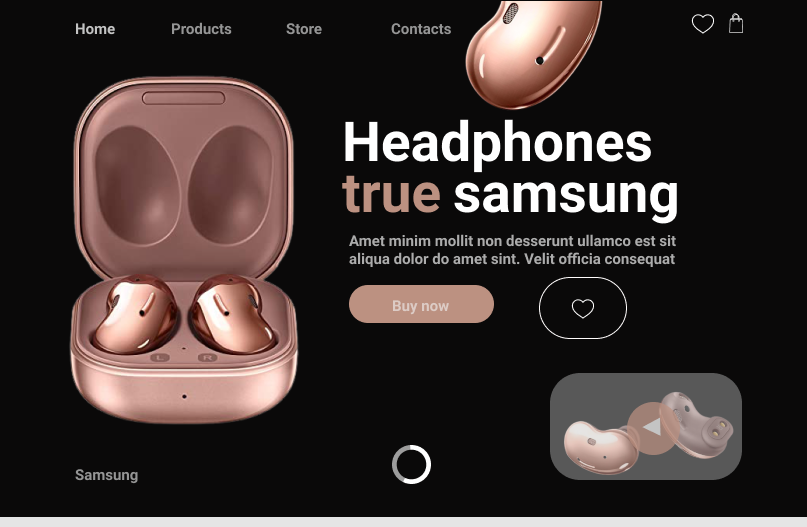 Home
Products
Store
Contacts
Headphones
true samsung
Amet minim mollit non desserunt ullamco est sit
aliqua dolor do amet sint. Velit officia consequat
Buy now
L
R
Samsung